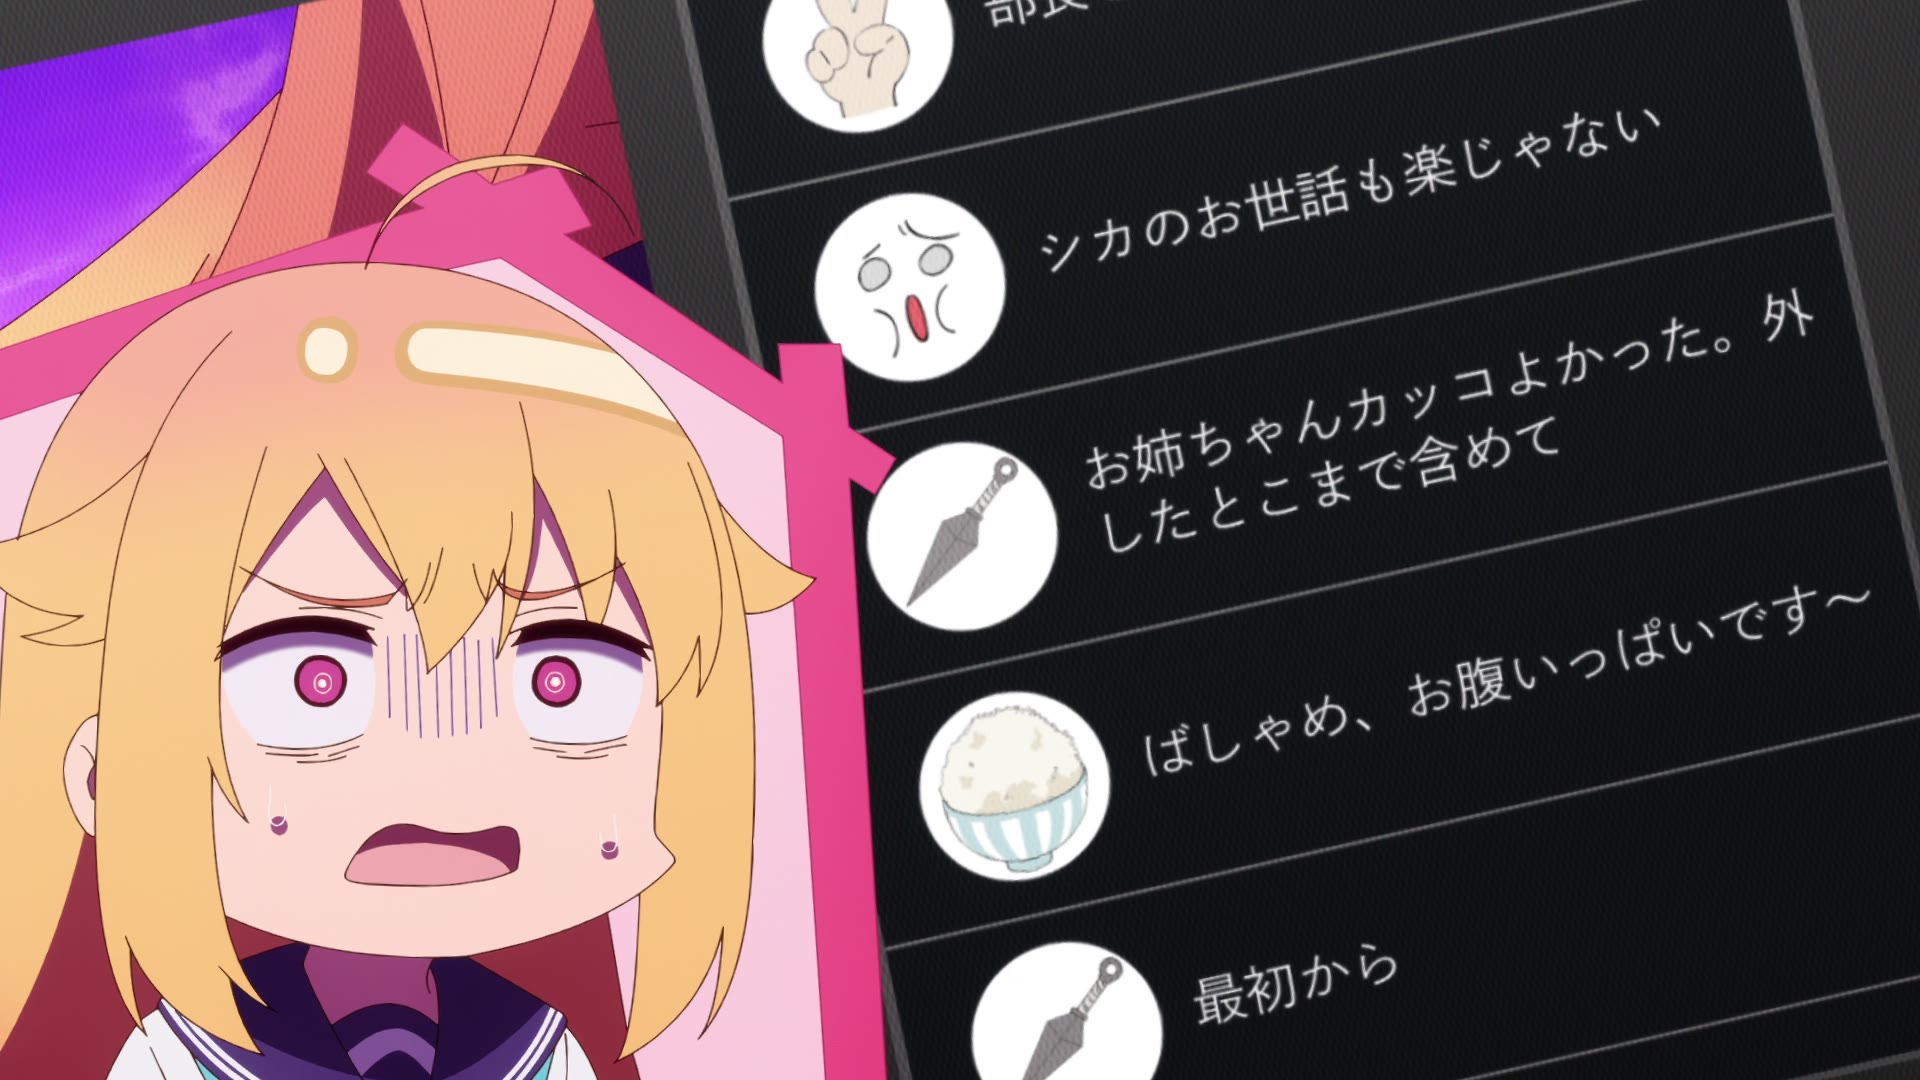 部長
シカのお世話も楽じゃない
お姉ちゃんカッコよかった。外
したとこまで含めて
ばしゃめ、お腹いっぱいです～
最初から